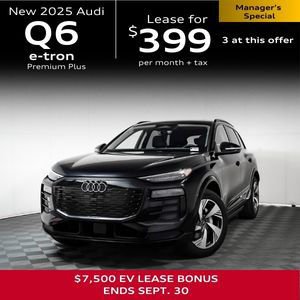 New 2025 Audi
Q6
e-tron
Premium Plus
Lease for
$399
per month + tax
Manager's
Special
3 at this offer
$7,500 EV LEASE BONUS
ENDS SEPT. 30